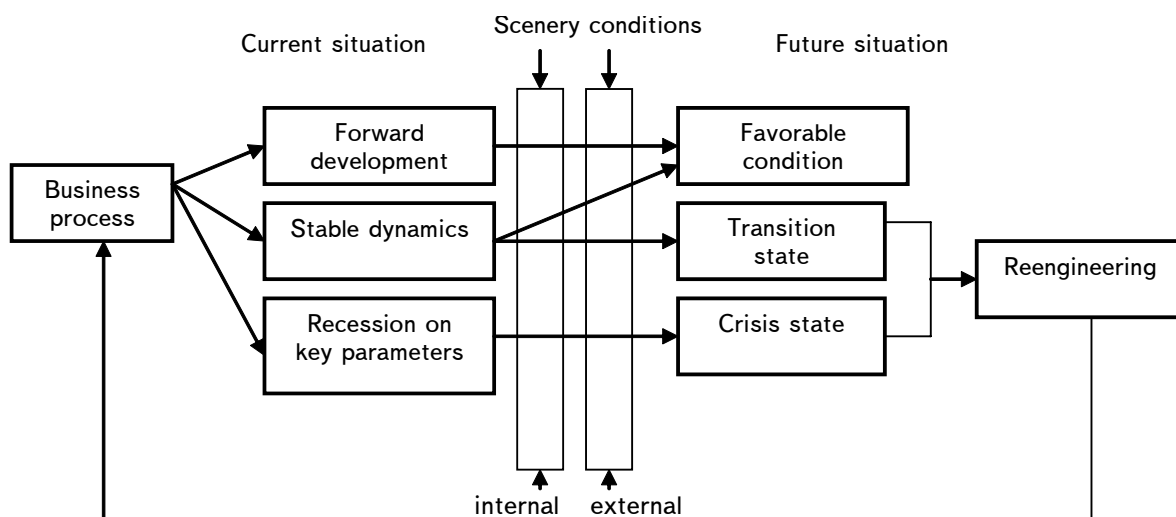 Scenery conditions
Current situation
Future situation
Forward
development
Favorable
condition
Business
process
Stable dynamics
Transition
state
Reengineering
Recession on
key parameters
Crisis state
internal
external